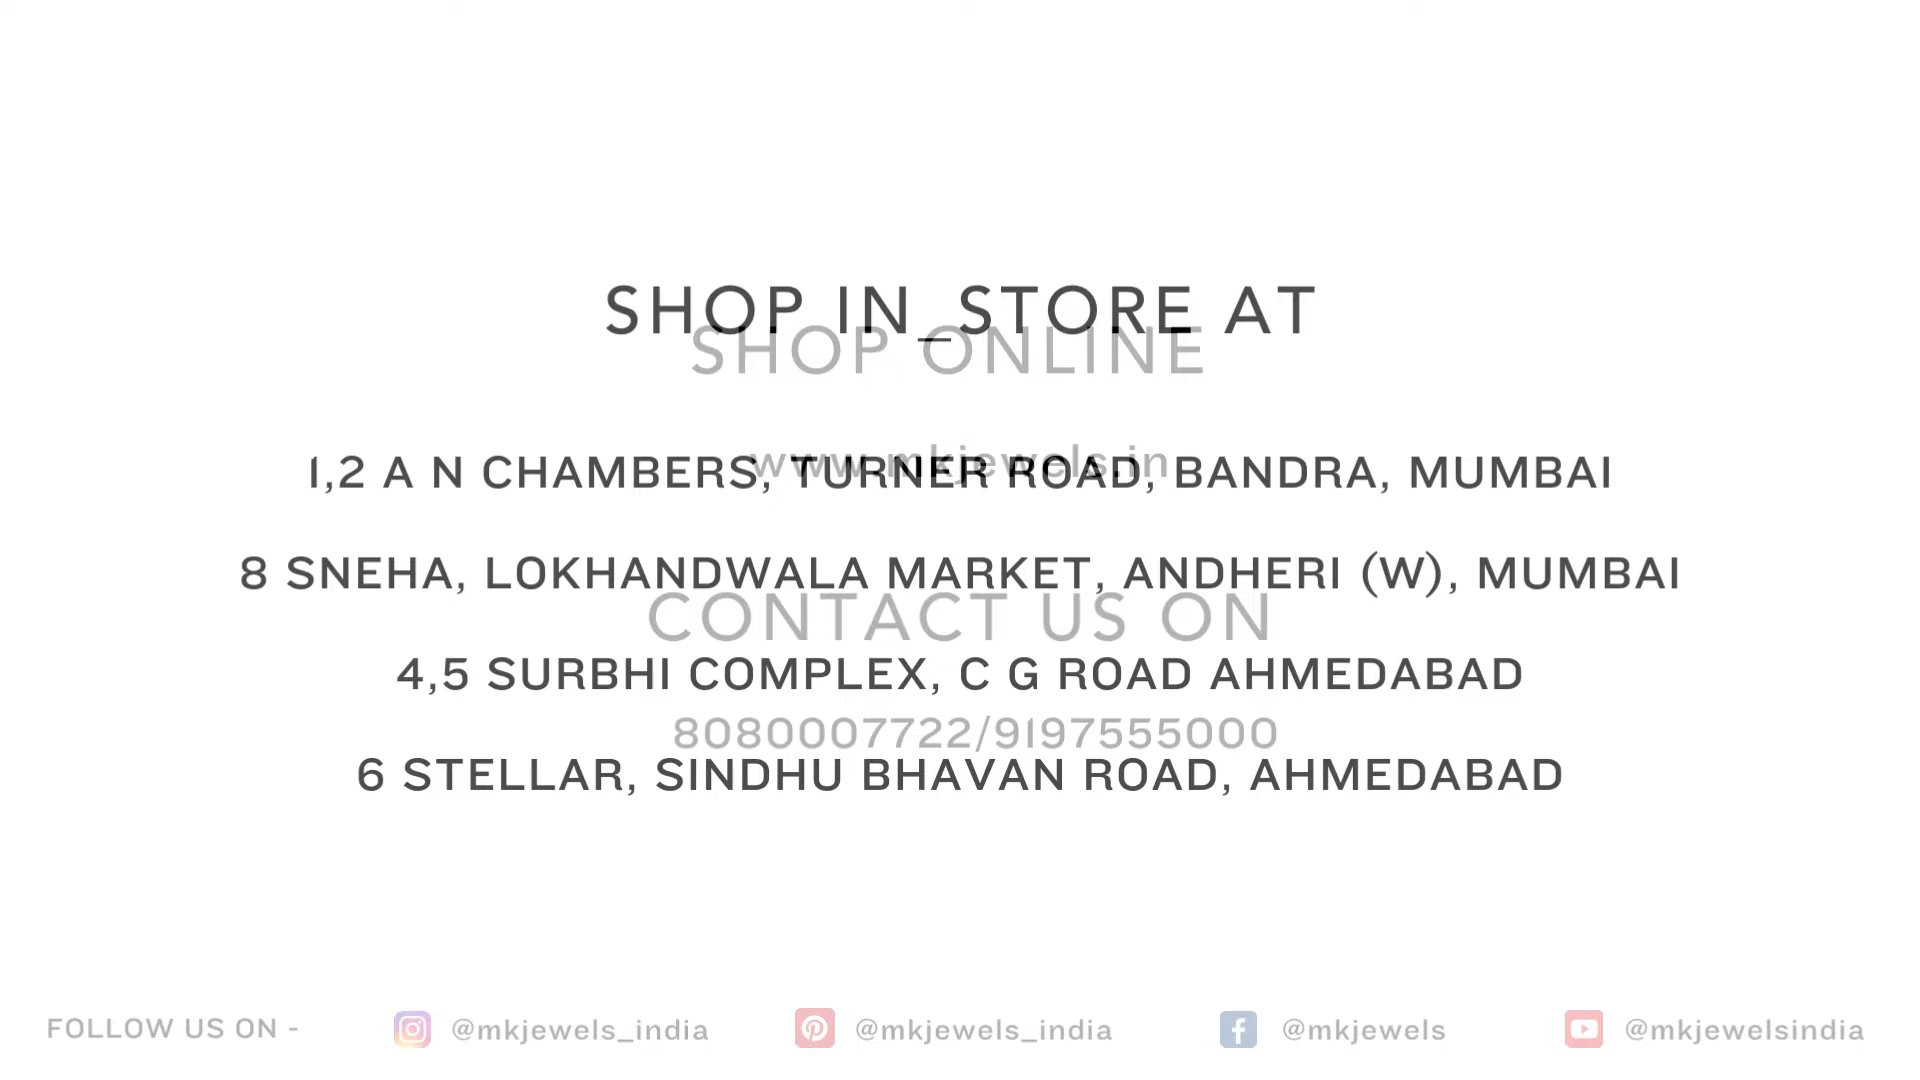 SHOP IN_STORE AT
SHOP ONLINE
www.mkjewels.in
1,2 A N CHAMBERS, TURNER ROAD, BANDRA, MUMBAI
8 SNEHA, LOKHANDWALA MARKET, ANDHERI (W), MUMBAI
CONTACT US ON
4,5 SURBHI COMPLEX, C G ROAD AHMEDABAD
8080007722/9197555000
6 STELLAR, SINDHU BHAVAN ROAD, AHMEDABAD
FOLLOW US ON - @mkjewels_india @mkjewels_india @mkjewels @mkjewelsindia